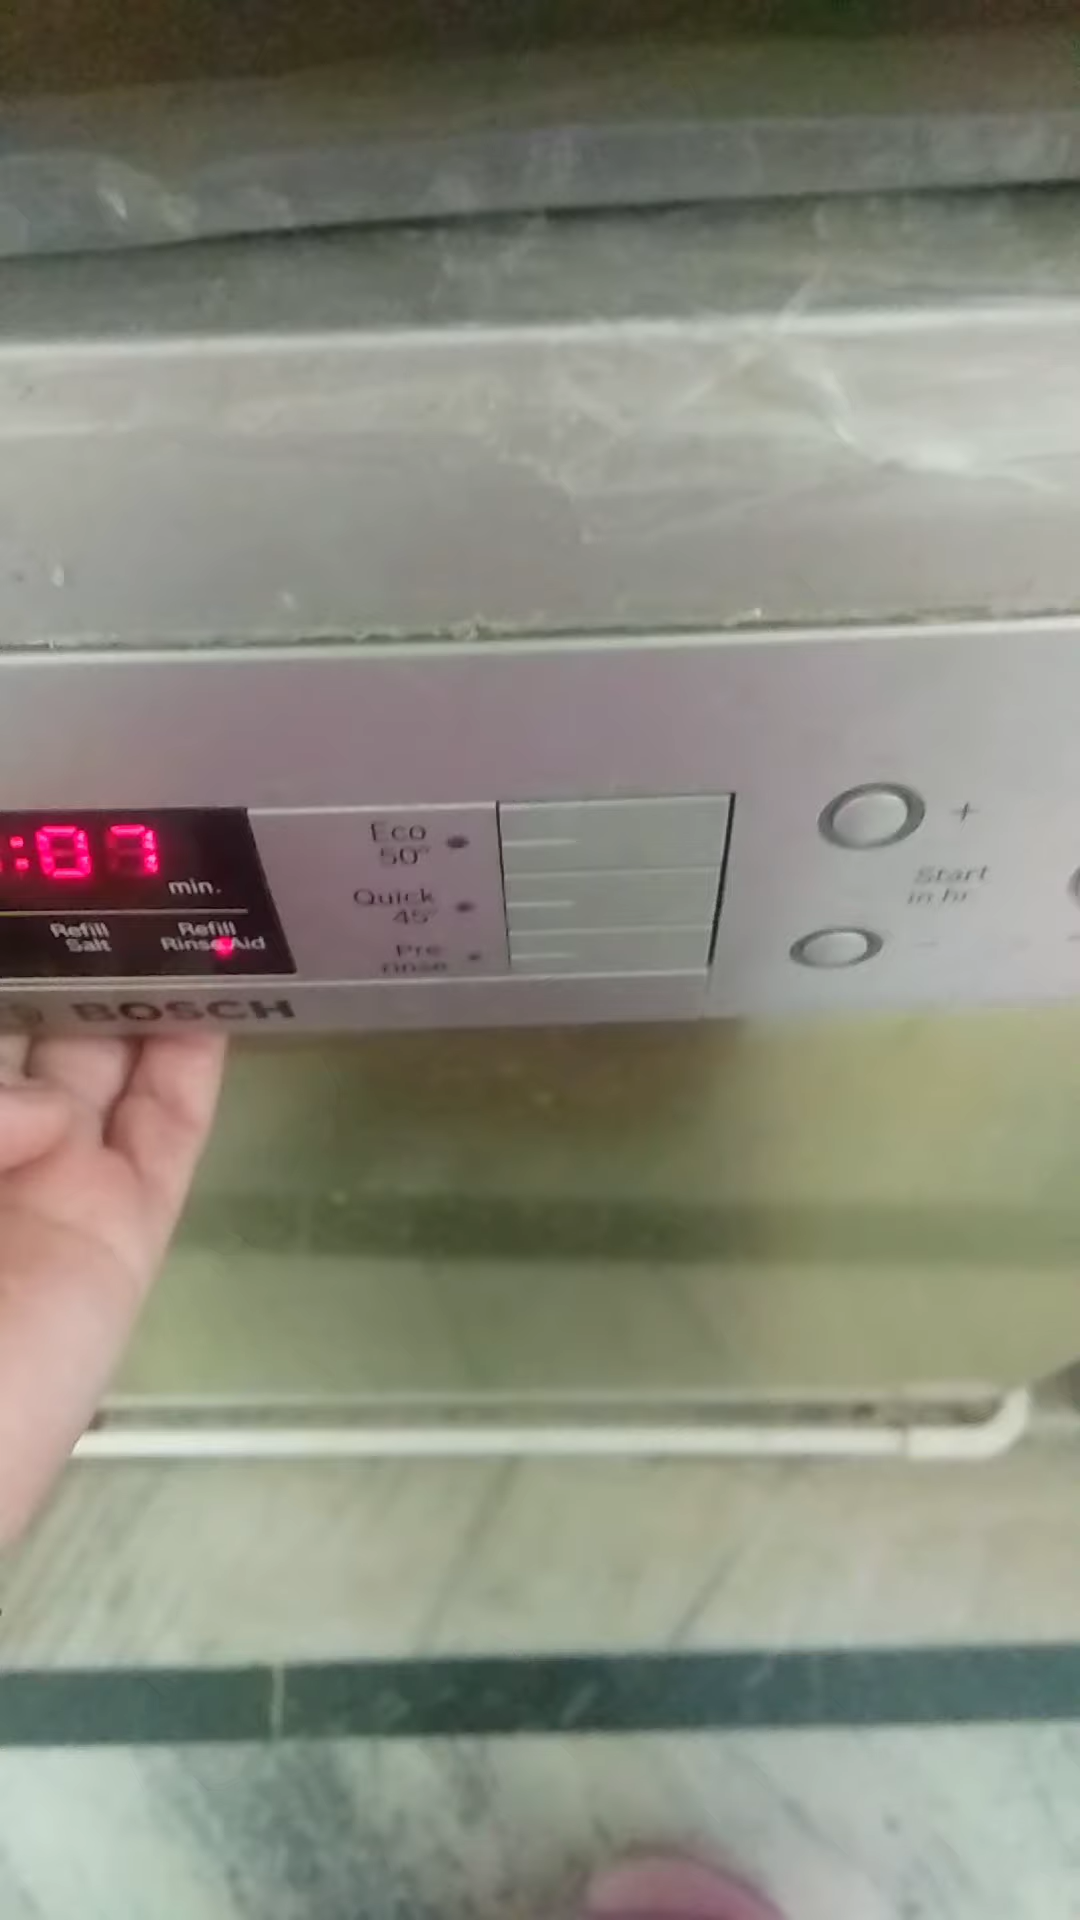 :07
min.
Refill
Salt
Refill
Rinse Aid
BOSCH
Eco
50°
Quick
45°
Pre
rinse
+
Start
in hr
-